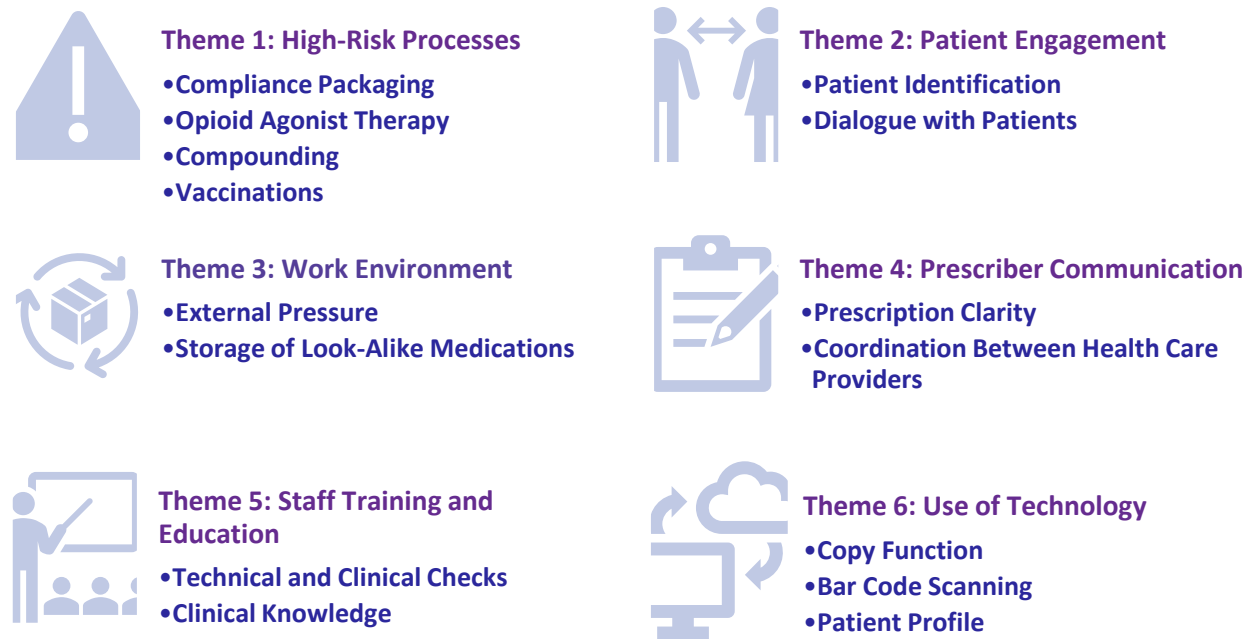 Theme 1: High-Risk Processes
•Compliance Packaging
•Opioid Agonist Therapy
•Compounding
•Vaccinations
Theme 2: Patient Engagement
•Patient Identification
•Dialogue with Patients
Theme 3: Work Environment
•External Pressure
•Storage of Look-Alike Medications
Theme 4: Prescriber Communication
•Prescription Clarity
•Coordination Between Health Care
Providers
Theme 5: Staff Training and
Education
•Technical and Clinical Checks
•Clinical Knowledge
Theme 6: Use of Technology
•Copy Function
•Bar Code Scanning
•Patient Profile